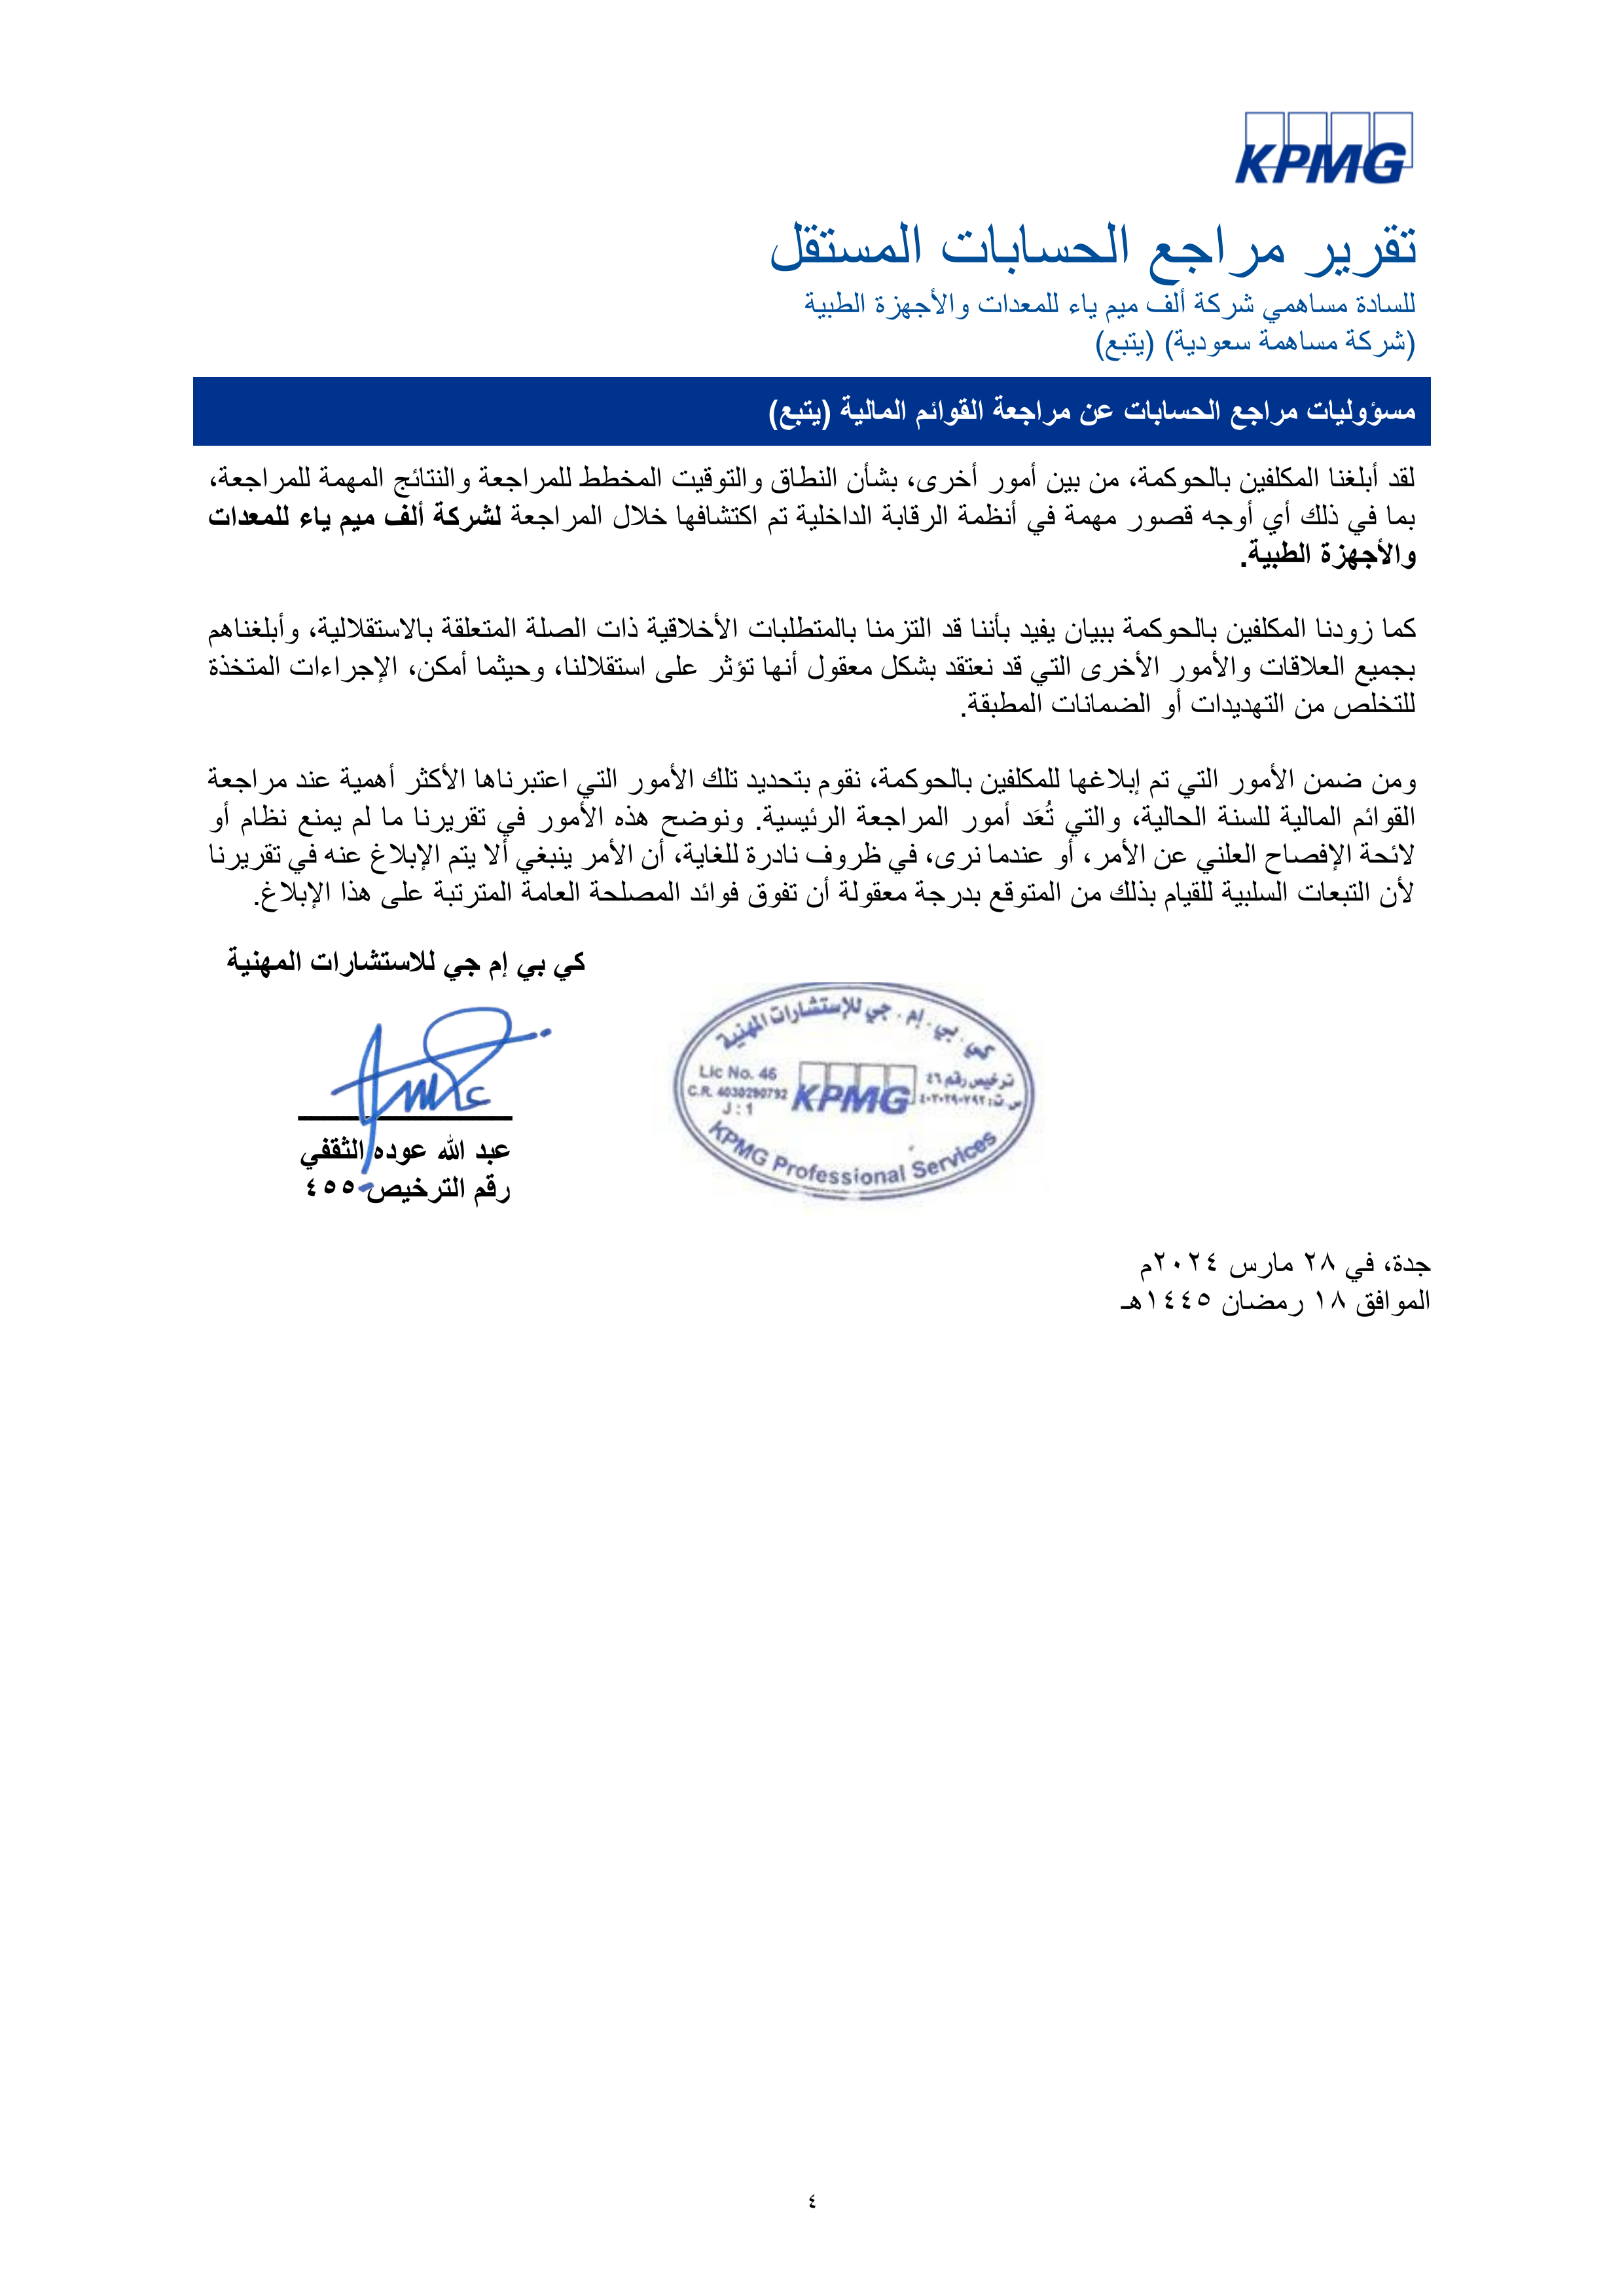 KPMG
تقرير مراجع الحسابات المستقل
للسادة مساهمي شركة ألف ميم ياء للمعدات والأجهزة الطبية
(شركة مساهمة سعودية) (يتبع)
مسؤوليات مراجع الحسابات عن مراجعة القوائم المالية (يتبع)
لقد أبلغنا المكلفين بالحوكمة، من بين أمور أخرى، بشأن النطاق والتوقيت المخطط للمراجعة والنتائج المهمة للمراجعة،
بما في ذلك أي أوجه قصور مهمة في أنظمة الرقابة الداخلية تم اكتشافها خلال المراجعة لشركة ألف ميم ياء للمعدات
والأجهزة الطبية.
كما زودنا المكلفين بالحوكمة ببيان يفيد بأننا قد التزمنا بالمتطلبات الأخلاقية ذات الصلة المتعلقة بالاستقلالية، وأبلغناهم
بجميع العلاقات والأمور الأخرى التي قد نعتقد بشكل معقول أنها تؤثر على استقلالنا، وحيثما أمكن، الإجراءات المتخذة
للتخلص من التهديدات أو الضمانات المطبقة.
ومن ضمن الأمور التي تم إبلاغها للمكلفين بالحوكمة، نقوم بتحديد تلك الأمور التي اعتبرناها الأكثر أهمية عند مراجعة
القوائم المالية للسنة الحالية، والتي تُعَد أمور المراجعة الرئيسية. ونوضح هذه الأمور في تقريرنا ما لم يمنع نظام أو
لائحة الإفصاح العلني عن الأمر، أو عندما نرى، في ظروف نادرة للغاية، أن الأمر ينبغي ألا يتم الإبلاغ عنه في تقريرنا
لأن التبعات السلبية للقيام بذلك من المتوقع بدرجة معقولة أن تفوق فوائد المصلحة العامة المترتبة على هذا الإبلاغ.
كي بي إم جي للاستشارات المهنية
كي . بي . إم . جي للإستشارات المهنية
Lic No. 46
C.R. 4030290792
J : 1
KPMG
ترخيص رقم ٤٦
س ت: ٤٠٣٠٢٩٠٧٩٢
KPMG Professional Services
عبد الله عوده الثقفي
رقم الترخيص ٤٥٥
جدة، في ٢٨ مارس ٢٠٢٤م
الموافق ١٨ رمضان ١٤٤٥هـ
٤